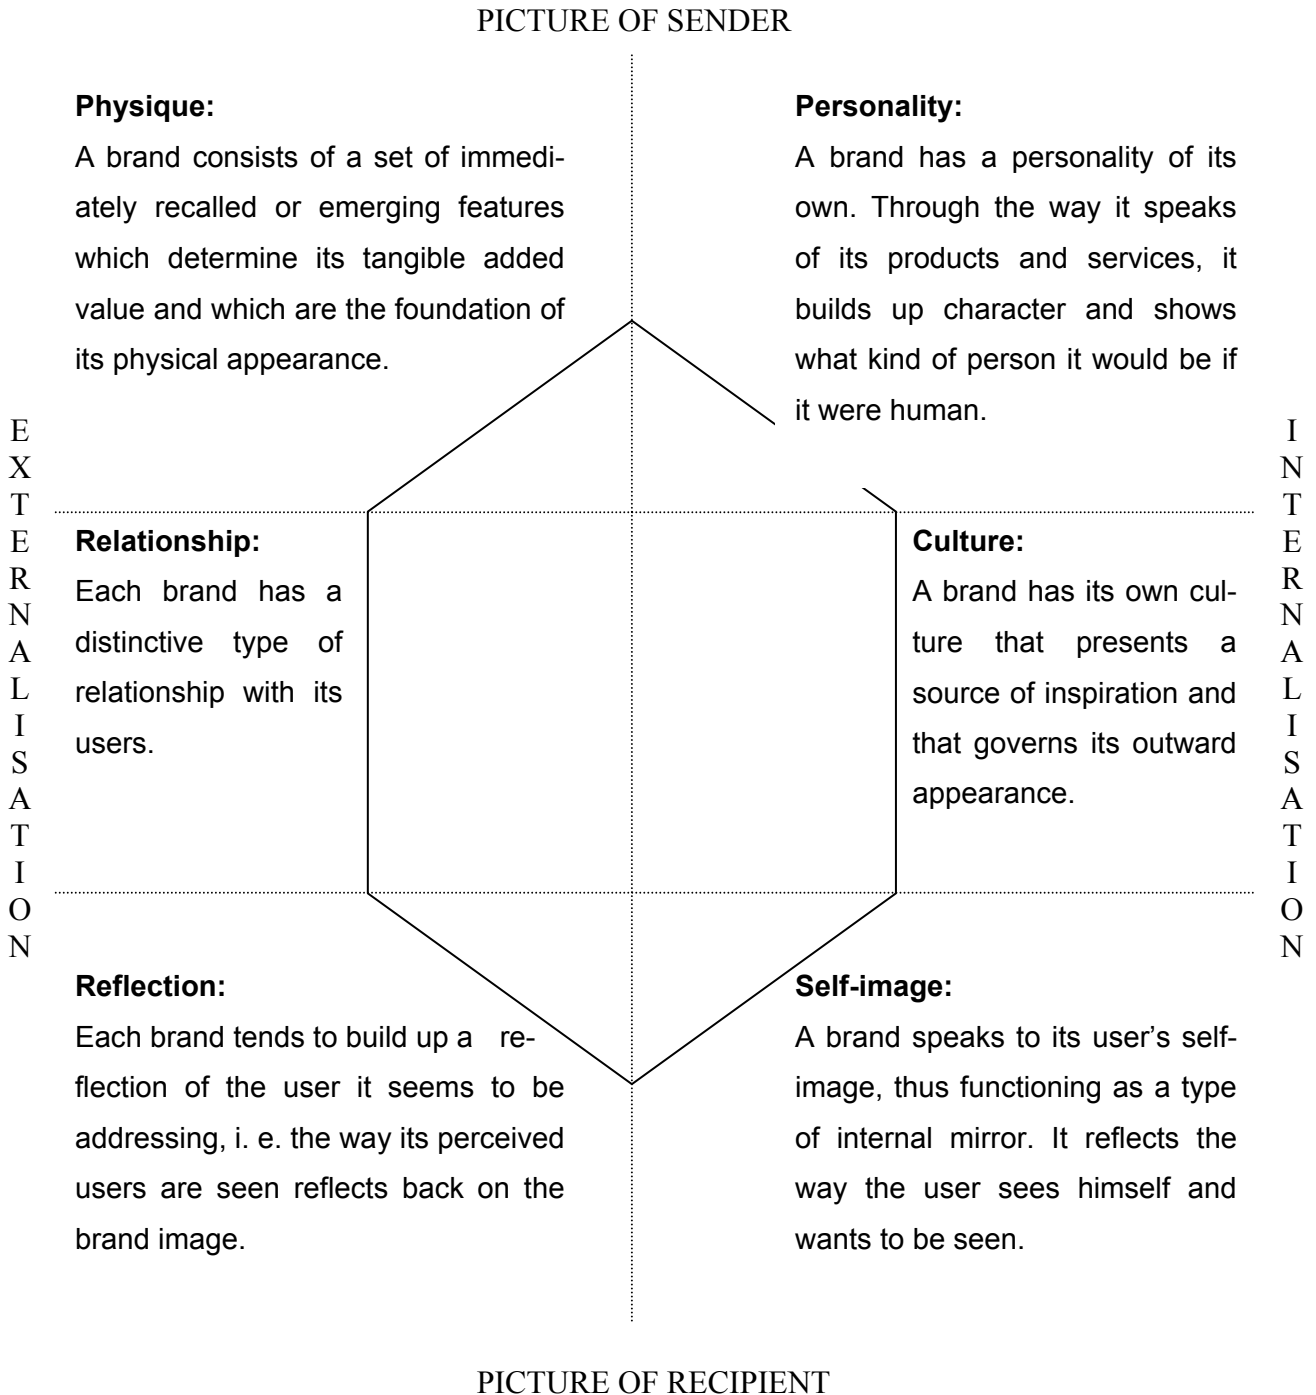 PICTURE OF SENDER
Physique:
A brand consists of a set of immedi-
ately recalled or emerging features
which determine its tangible added
value and which are the foundation of
its physical appearance.
Personality:
A brand has a personality of its
own. Through the way it speaks
of its products and services, it
builds up character and shows
what kind of person it would be if
it were human.
EXTERNALISATION
Relationship:
Each brand has a
distinctive type of
relationship with its
users.
Culture:
A brand has its own cul-
ture that presents a
source of inspiration and
that governs its outward
appearance.
INTERNALISATION
Reflection:
Each brand tends to build up a re-
flection of the user it seems to be
addressing, i. e. the way its perceived
users are seen reflects back on the
brand image.
Self-image:
A brand speaks to its user’s self-
image, thus functioning as a type
of internal mirror. It reflects the
way the user sees himself and
wants to be seen.
PICTURE OF RECIPIENT